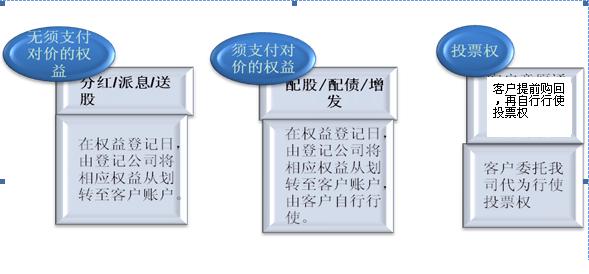 无须支付
对价的权
益
分红/派息/送
股
在权益登记日，
由登记公司将
相应权益从划
转至客户账户。
须支付对
价的权益
配股/配债/增
发
在权益登记日，
由登记公司将
相应权益从划
转至客户账户，
由客户自行行
使。
投票权
客户提前购回
，再自行行使
投票权
客户委托我
司代为行使
投票权